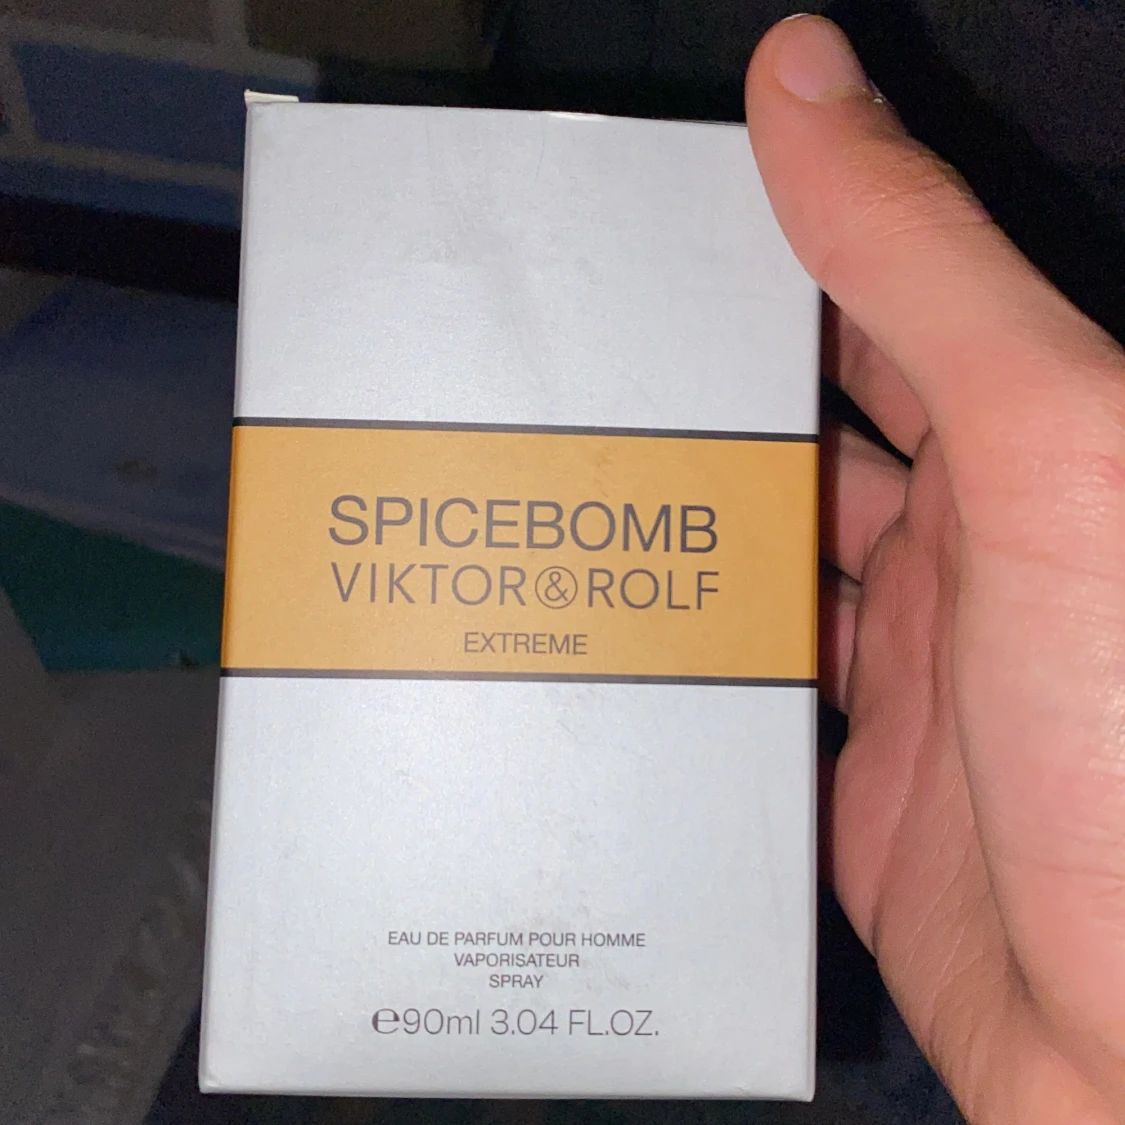 SPICEBOMB
VIKTOR&ROLF
EXTREME
EAU DE PARFUM POUR HOMME
VAPORISATEUR
SPRAY
℮90ml 3.04 FL.OZ.